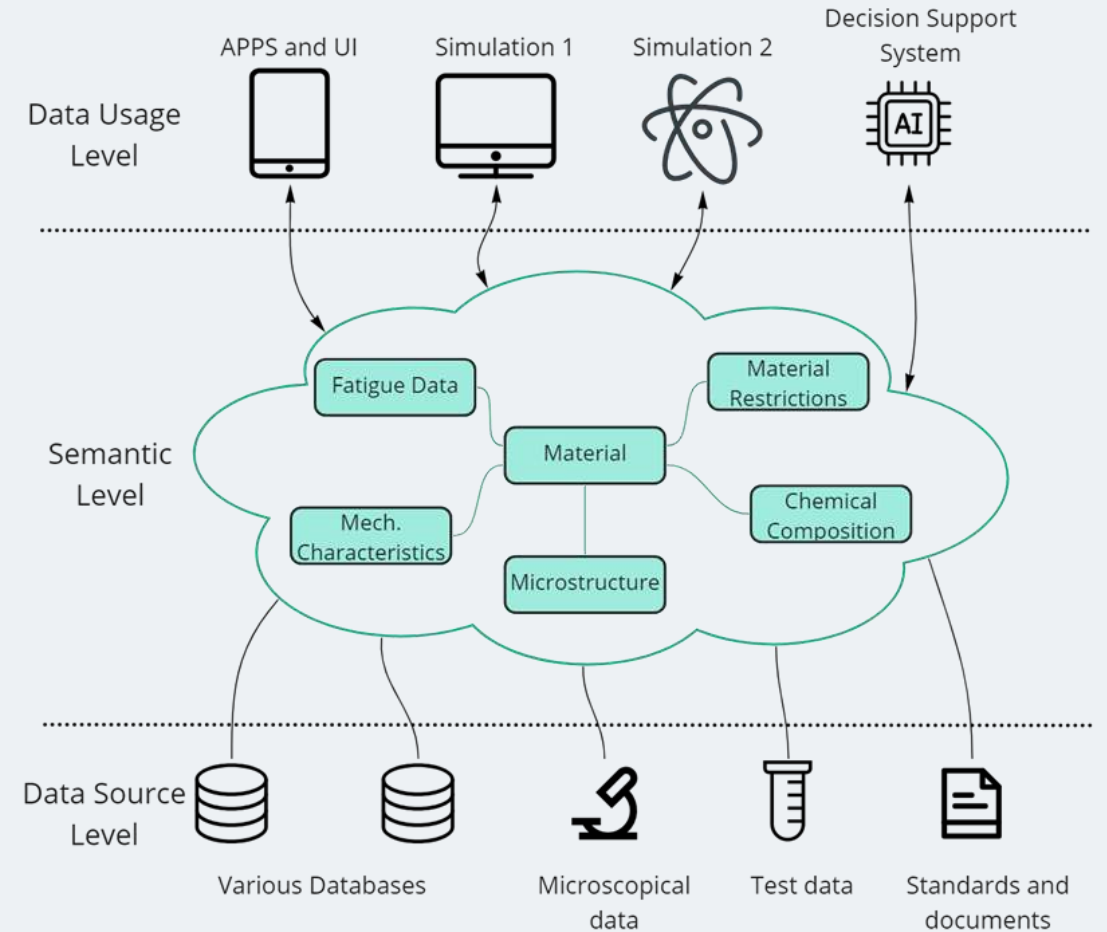 Decision Support
System
APPS and UI
Simulation 1
Simulation 2
Data Usage
Level
AI
Fatigue Data
Material
Restrictions
Material
Semantic
Level
Chemical
Composition
Mech.
Characteristics
Microstructure
Data Source
Level
Various Databases
Microscopical
data
Test data
Standards and
documents